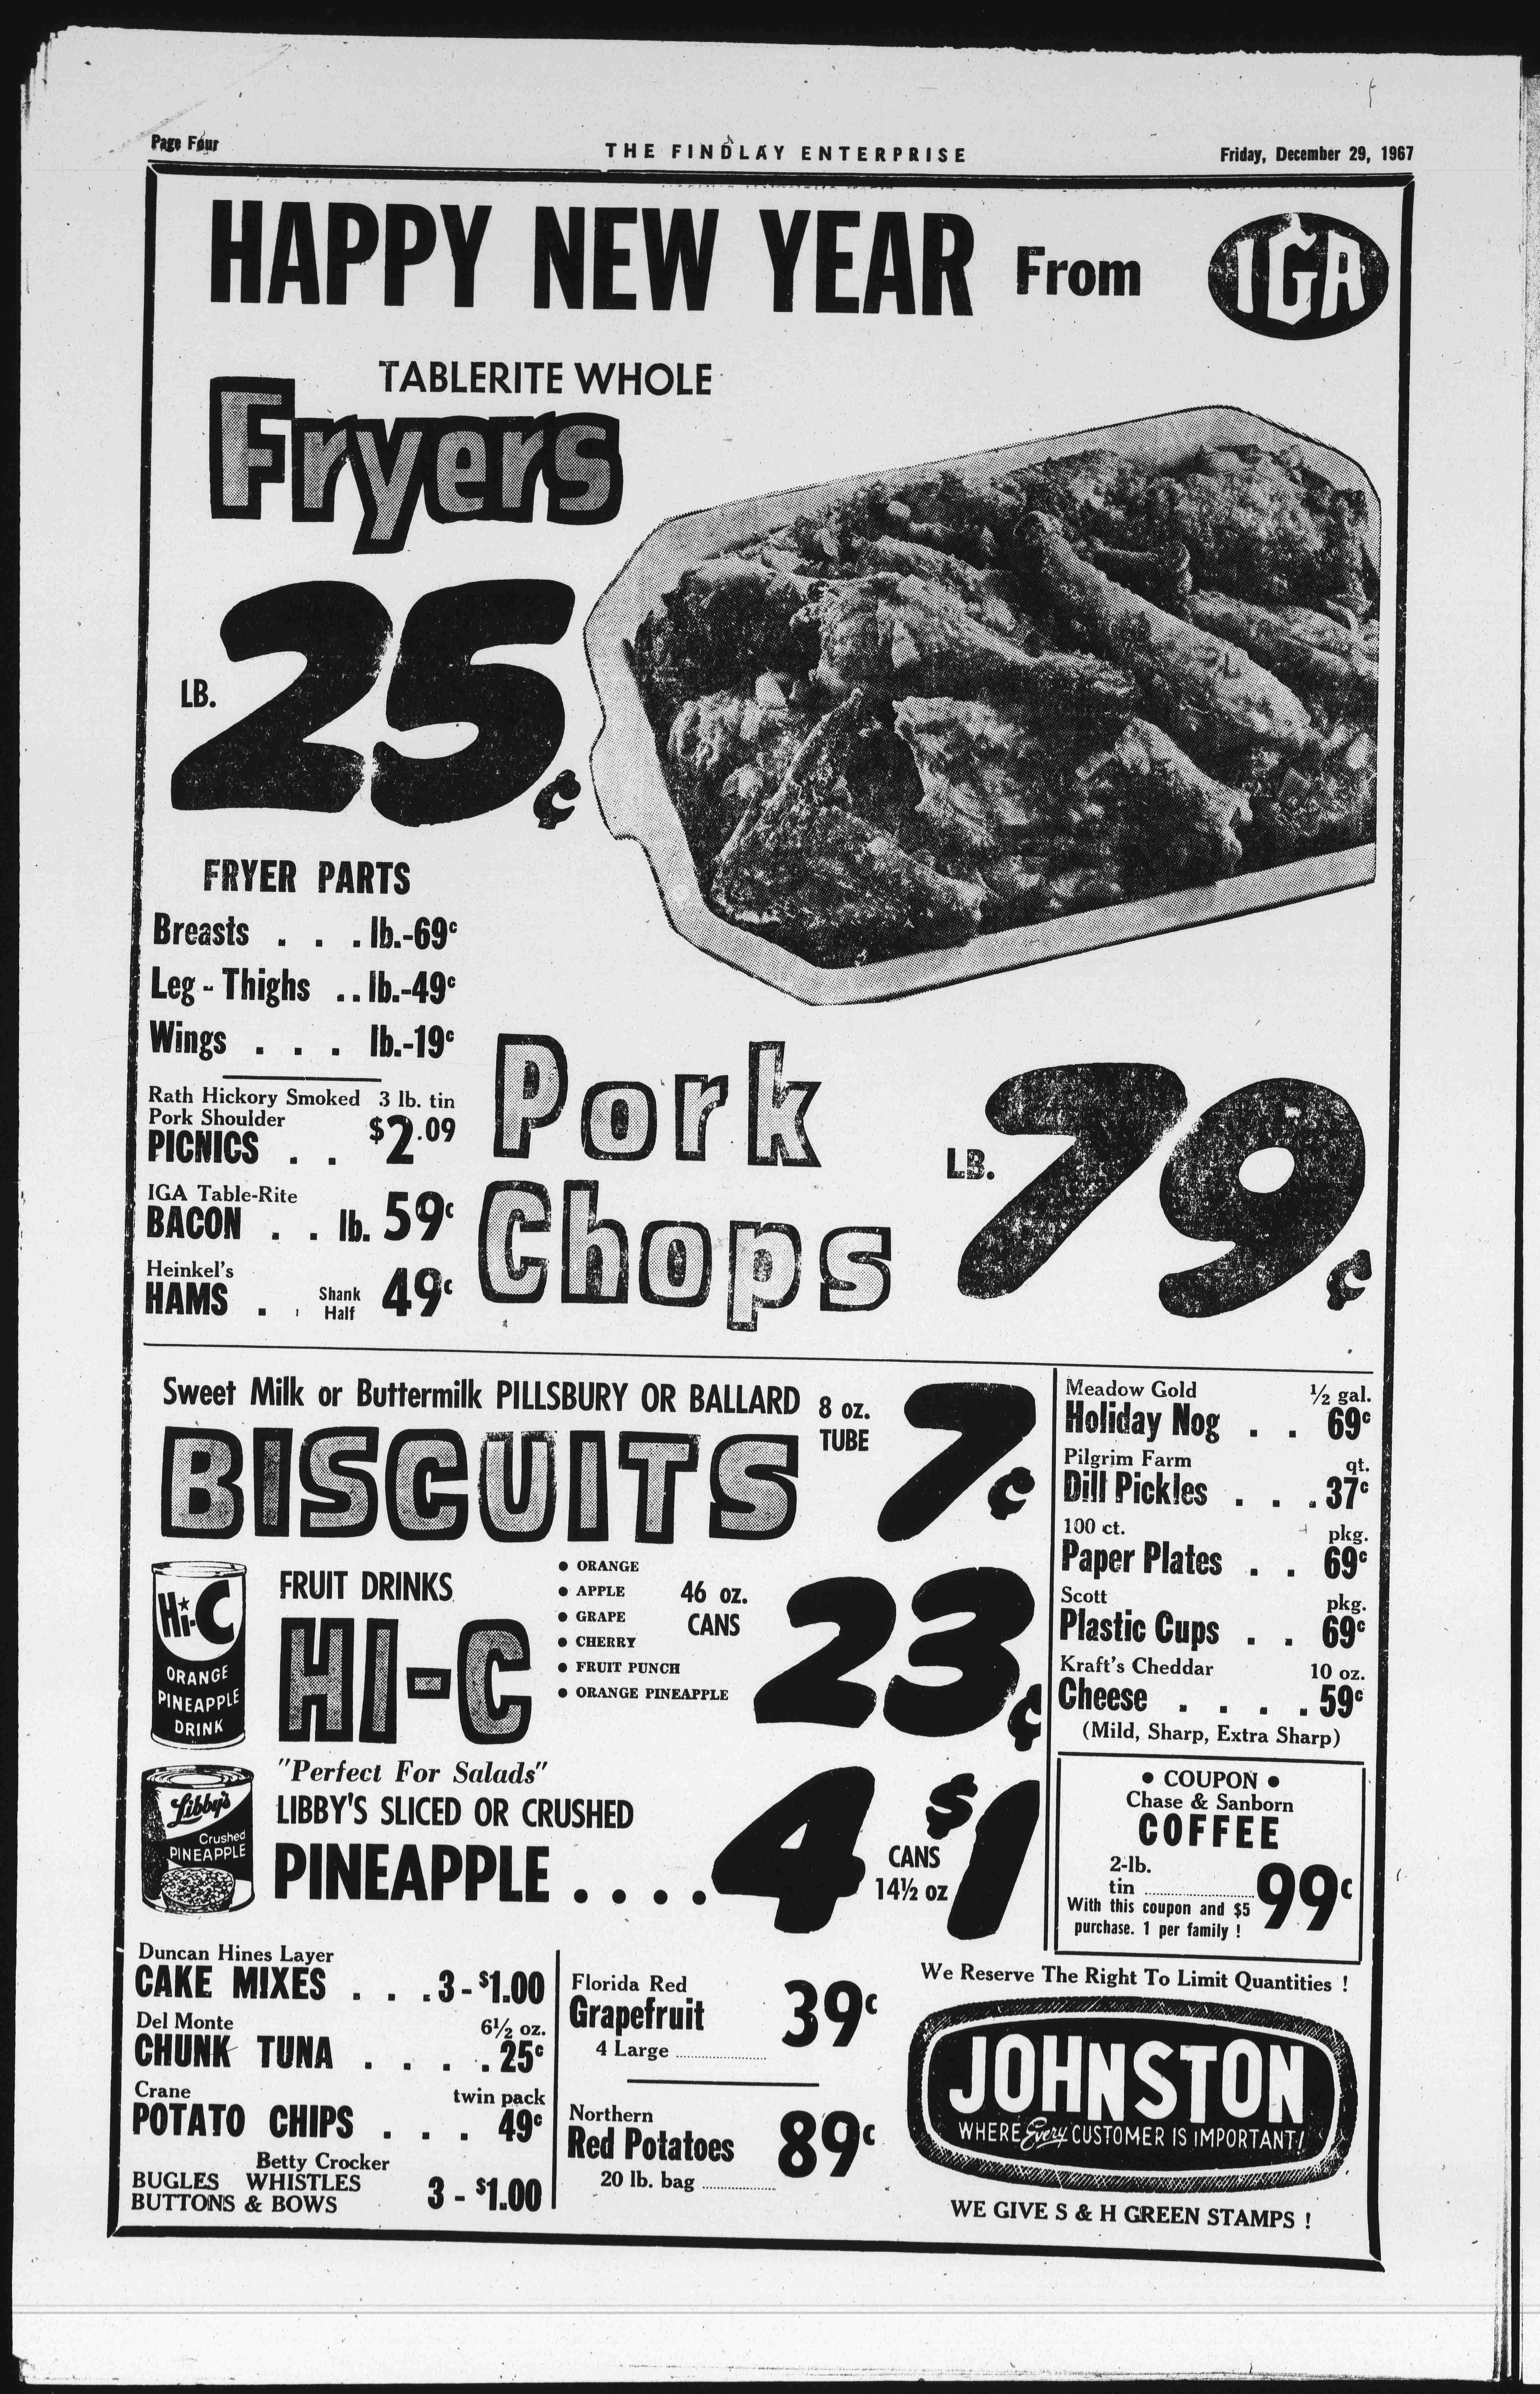 Page Four
THE FINDLAY ENTERPRISE
Friday, December 29, 1967
HAPPY NEW YEAR From IGA
TABLERITE WHOLE
Fryers
LB. 25¢
FRYER PARTS
Breasts . . . lb.-69¢
Leg - Thighs . . lb.-49¢
Wings . . . lb.-19¢
Rath Hickory Smoked 3 lb. tin
Pork Shoulder
PICNICS . . $2.09
IGA Table-Rite
BACON . . lb. 59¢
Heinkel's
HAMS . . Shank Half 49¢
Pork
Chops
LB. 79¢
Sweet Milk or Buttermilk PILLSBURY OR BALLARD
BISCUITS
8 oz.
TUBE
7¢
Hi-C
ORANGE
PINEAPPLE
DRINK
FRUIT DRINKS
HI-C
• ORANGE
• APPLE
• GRAPE
• CHERRY
• FRUIT PUNCH
• ORANGE PINEAPPLE
46 oz.
CANS
23¢
Libby's
Crushed
PINEAPPLE
"Perfect For Salads"
LIBBY'S SLICED OR CRUSHED
PINEAPPLE . . . .
4 CANS
14½ oz
$1
Meadow Gold ½ gal.
Holiday Nog . . 69¢
Pilgrim Farm qt.
Dill Pickles . . . 37¢
100 ct. pkg.
Paper Plates . . 69¢
Scott pkg.
Plastic Cups . . 69¢
Kraft's Cheddar 10 oz.
Cheese . . . . 59¢
(Mild, Sharp, Extra Sharp)
• COUPON •
Chase & Sanborn
COFFEE
2-lb.
tin 99¢
With this coupon and $5
purchase. 1 per family !
Duncan Hines Layer
CAKE MIXES . . . 3-$1.00
Del Monte 6½ oz.
CHUNK TUNA . . . . 25¢
Crane twin pack
POTATO CHIPS . . . 49¢
Betty Crocker
BUGLES WHISTLES
BUTTONS & BOWS 3 - $1.00
Florida Red
Grapefruit 39¢
4 Large
Northern
Red Potatoes 89¢
20 lb. bag
We Reserve The Right To Limit Quantities !
JOHNSTON
WHERE Every CUSTOMER IS IMPORTANT!
WE GIVE S & H GREEN STAMPS !